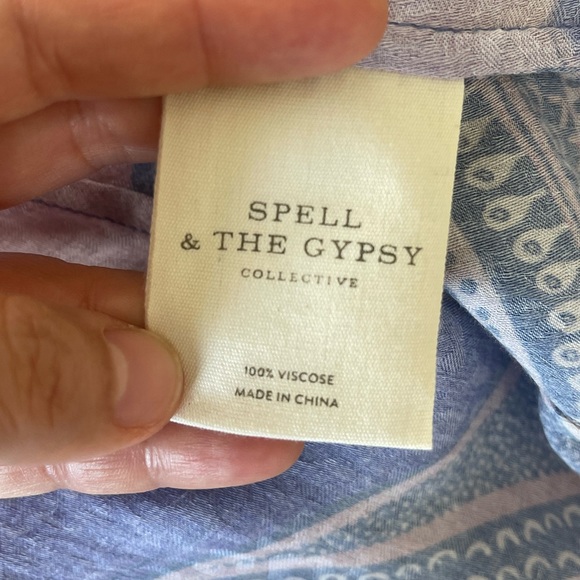 SPELL
& THE GYPSY
COLLECTIVE
100% VISCOSE
MADE IN CHINA